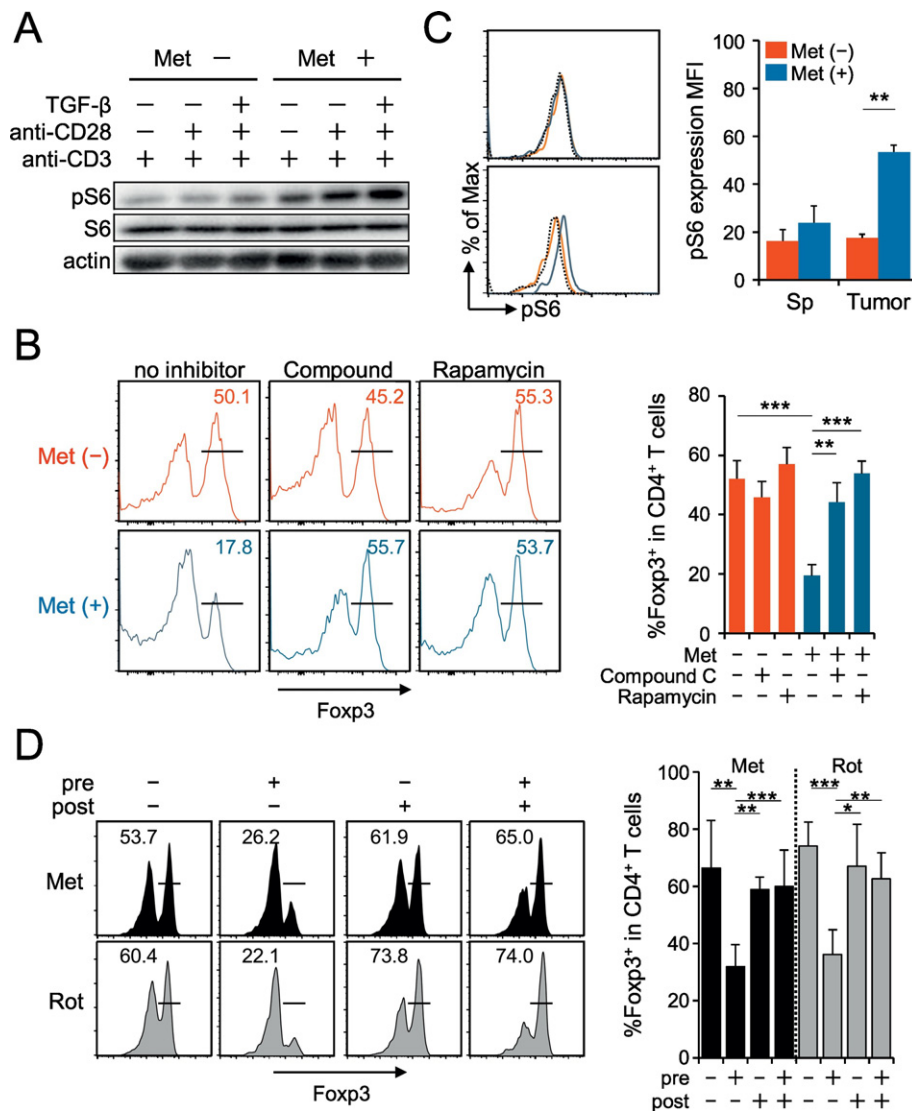 A
Met − Met +
TGF-β − − + − − +
anti-CD28 − + + − + +
anti-CD3 + + + + + +
pS6
S6
actin
C
% of Max
pS6
pS6 expression MFI
100
80
60
40
20
0
Met (−)
Met (+)
**
Sp Tumor
B
no inhibitor Compound Rapamycin
Met (−)
50.1 45.2 55.3
Met (+)
17.8 55.7 53.7
Foxp3
%Foxp3+ in CD4+ T cells
80
60
40
20
0
*** ***
**
Met − − − + + +
Compound C − + − − + −
Rapamycin − − + − − +
D
pre − + − +
post − − + +
Met
53.7 26.2 61.9 65.0
Rot
60.4 22.1 73.8 74.0
Foxp3
%Foxp3+ in CD4+ T cells
100
80
60
40
20
0
Met Rot
** *** *** **
** *
pre − + − + − + − +
post − − + + − − + +